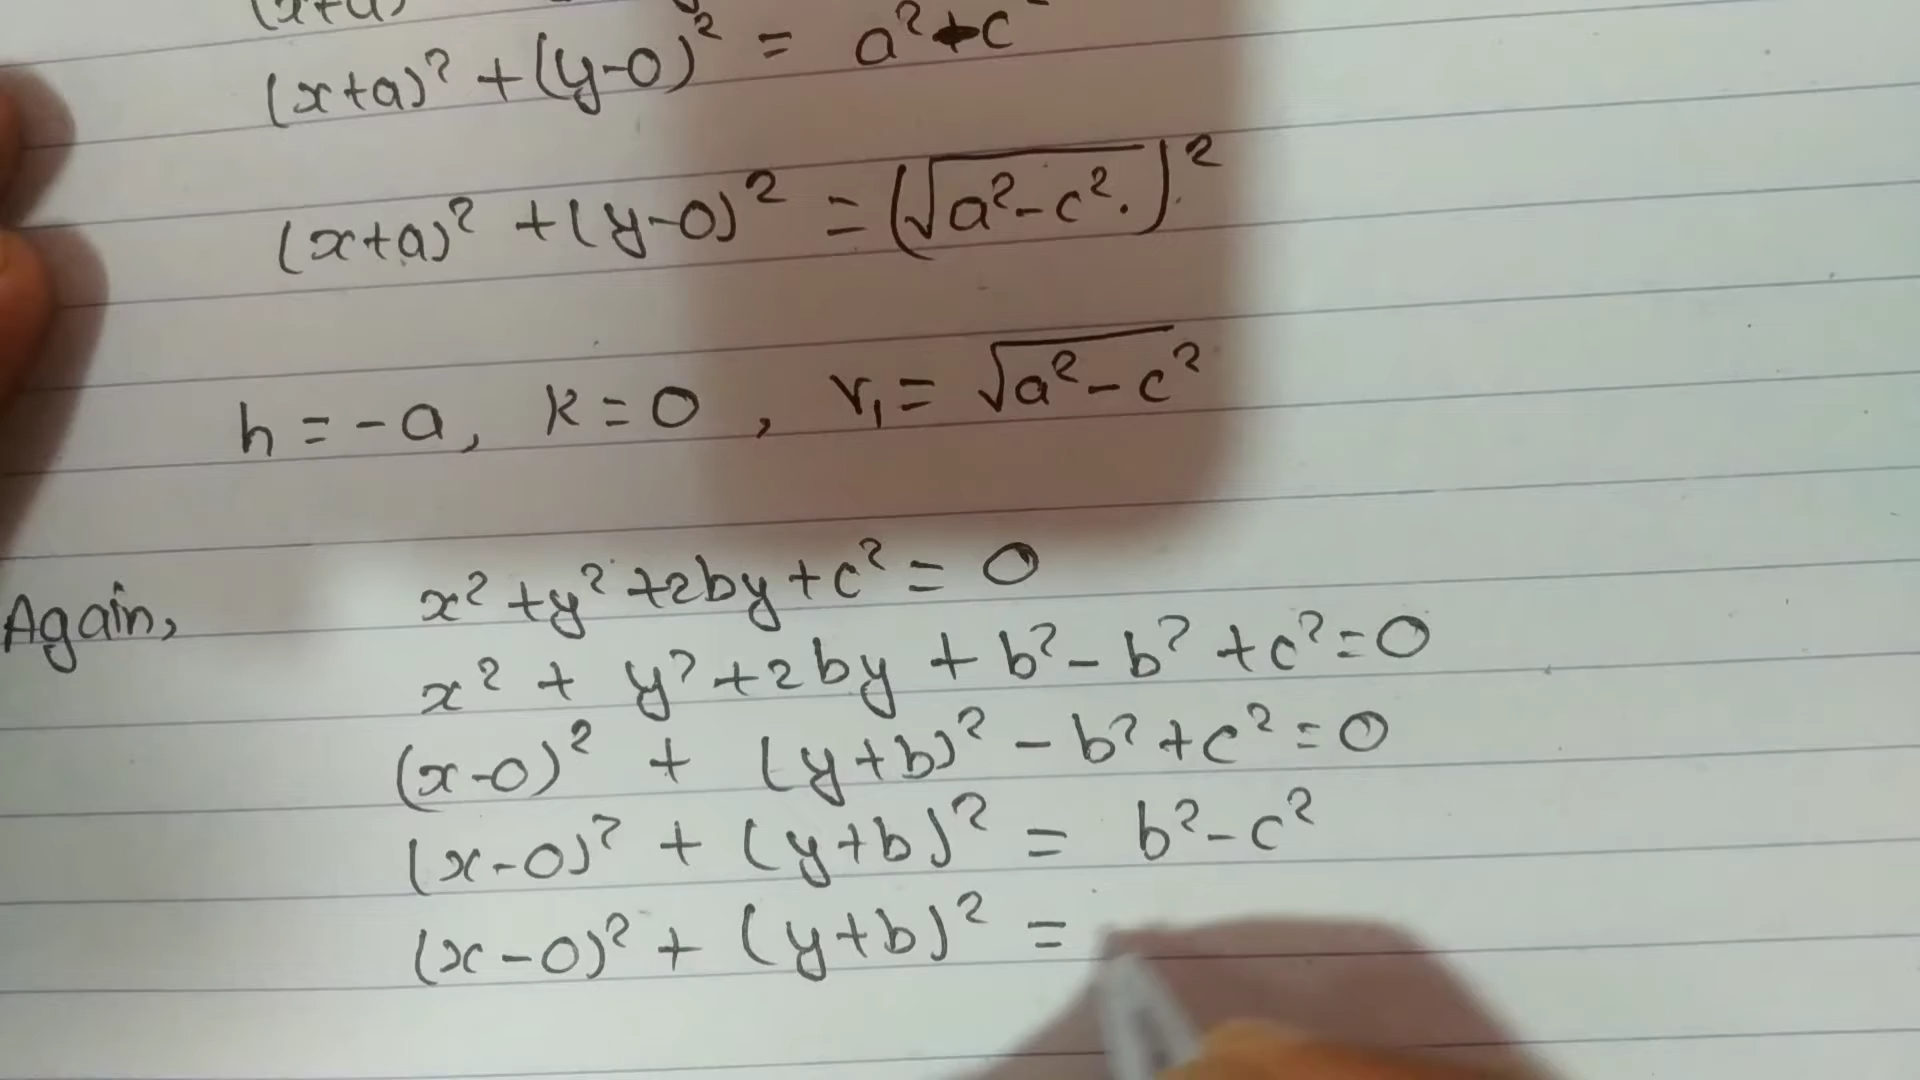 (x+a)
(x+a)² + (y-0)² = a²-c
(x+a)² + (y-0)² = (√a²-c².)²
h = -a, k = 0 , r₁ = √a²-c²
Again, x² + y² + 2by + c² = 0
x² + y² + 2by + b² - b² + c² = 0
(x-0)² + (y+b)² - b² + c² = 0
(x-0)² + (y+b)² = b²-c²
(x-0)² + (y+b)² =